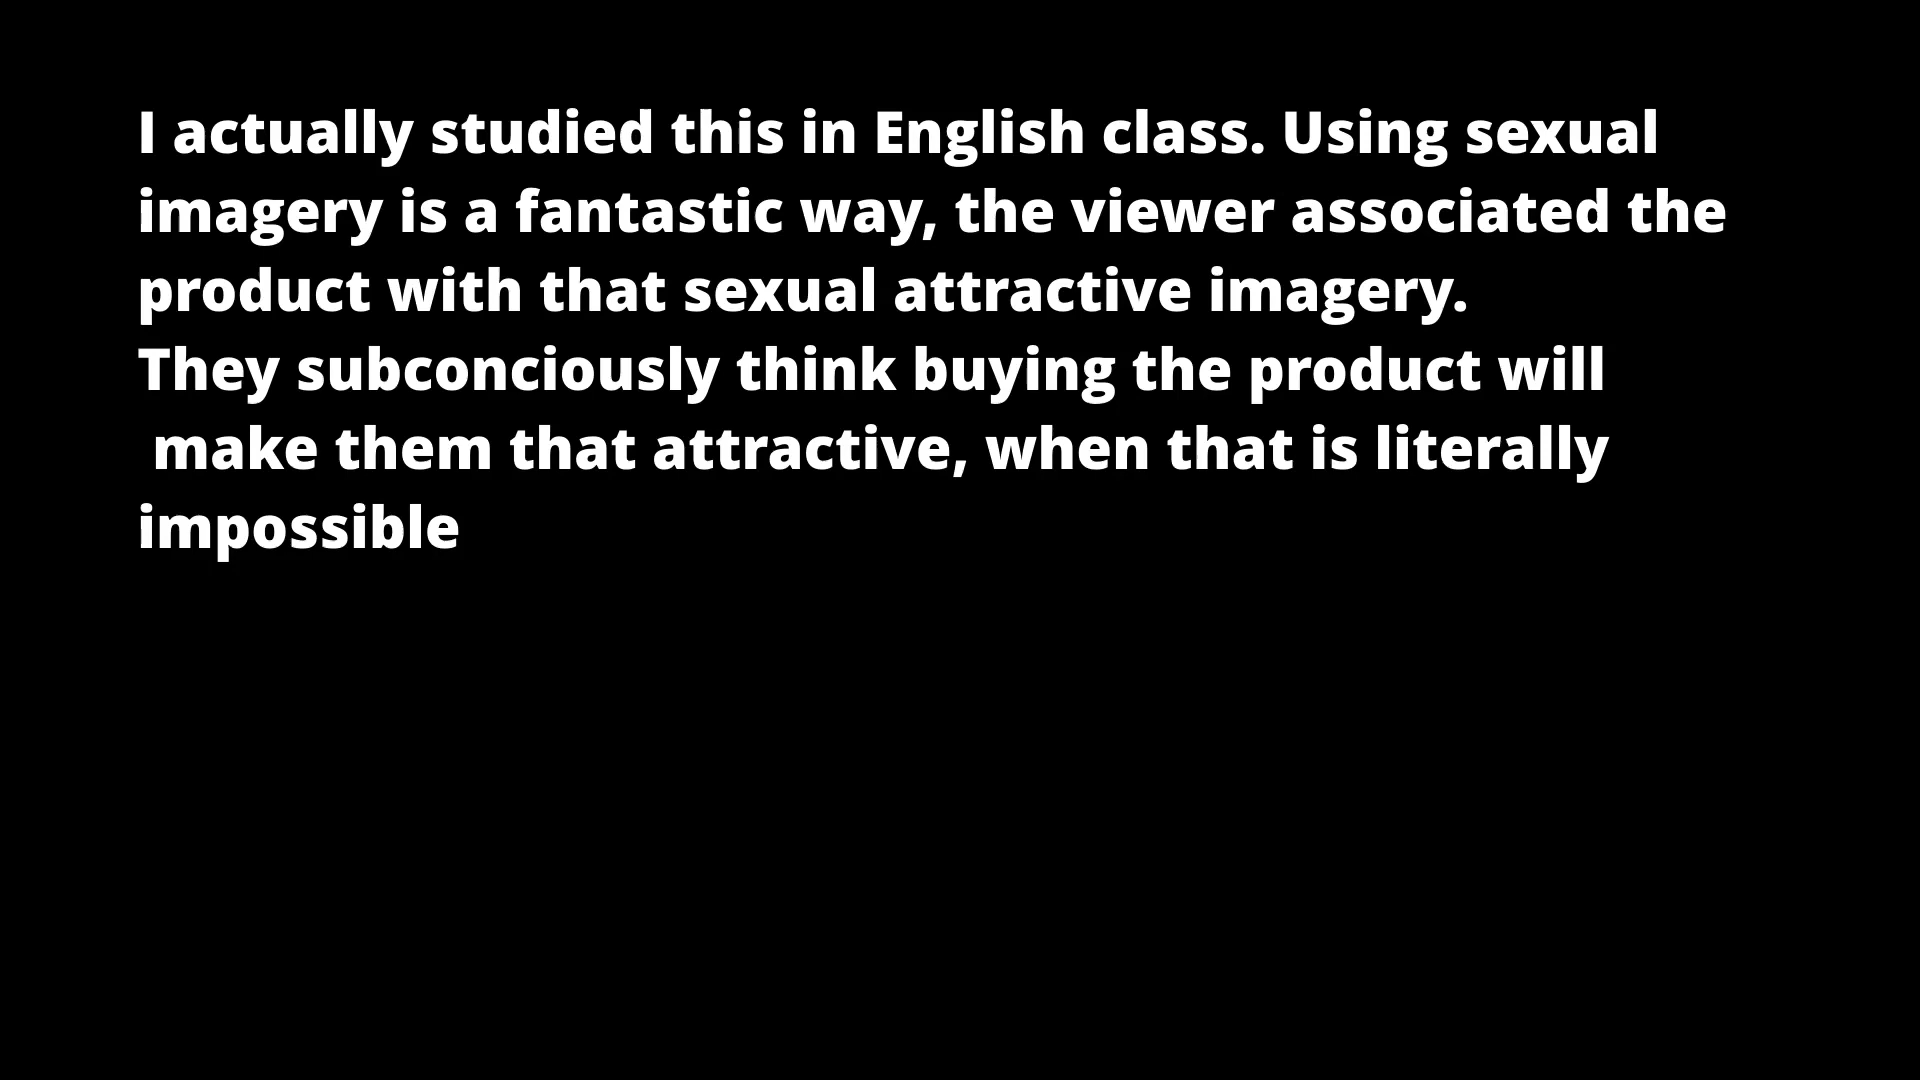 I actually studied this in English class. Using sexual
imagery is a fantastic way, the viewer associated the
product with that sexual attractive imagery.
They subconciously think buying the product will
make them that attractive, when that is literally
impossible